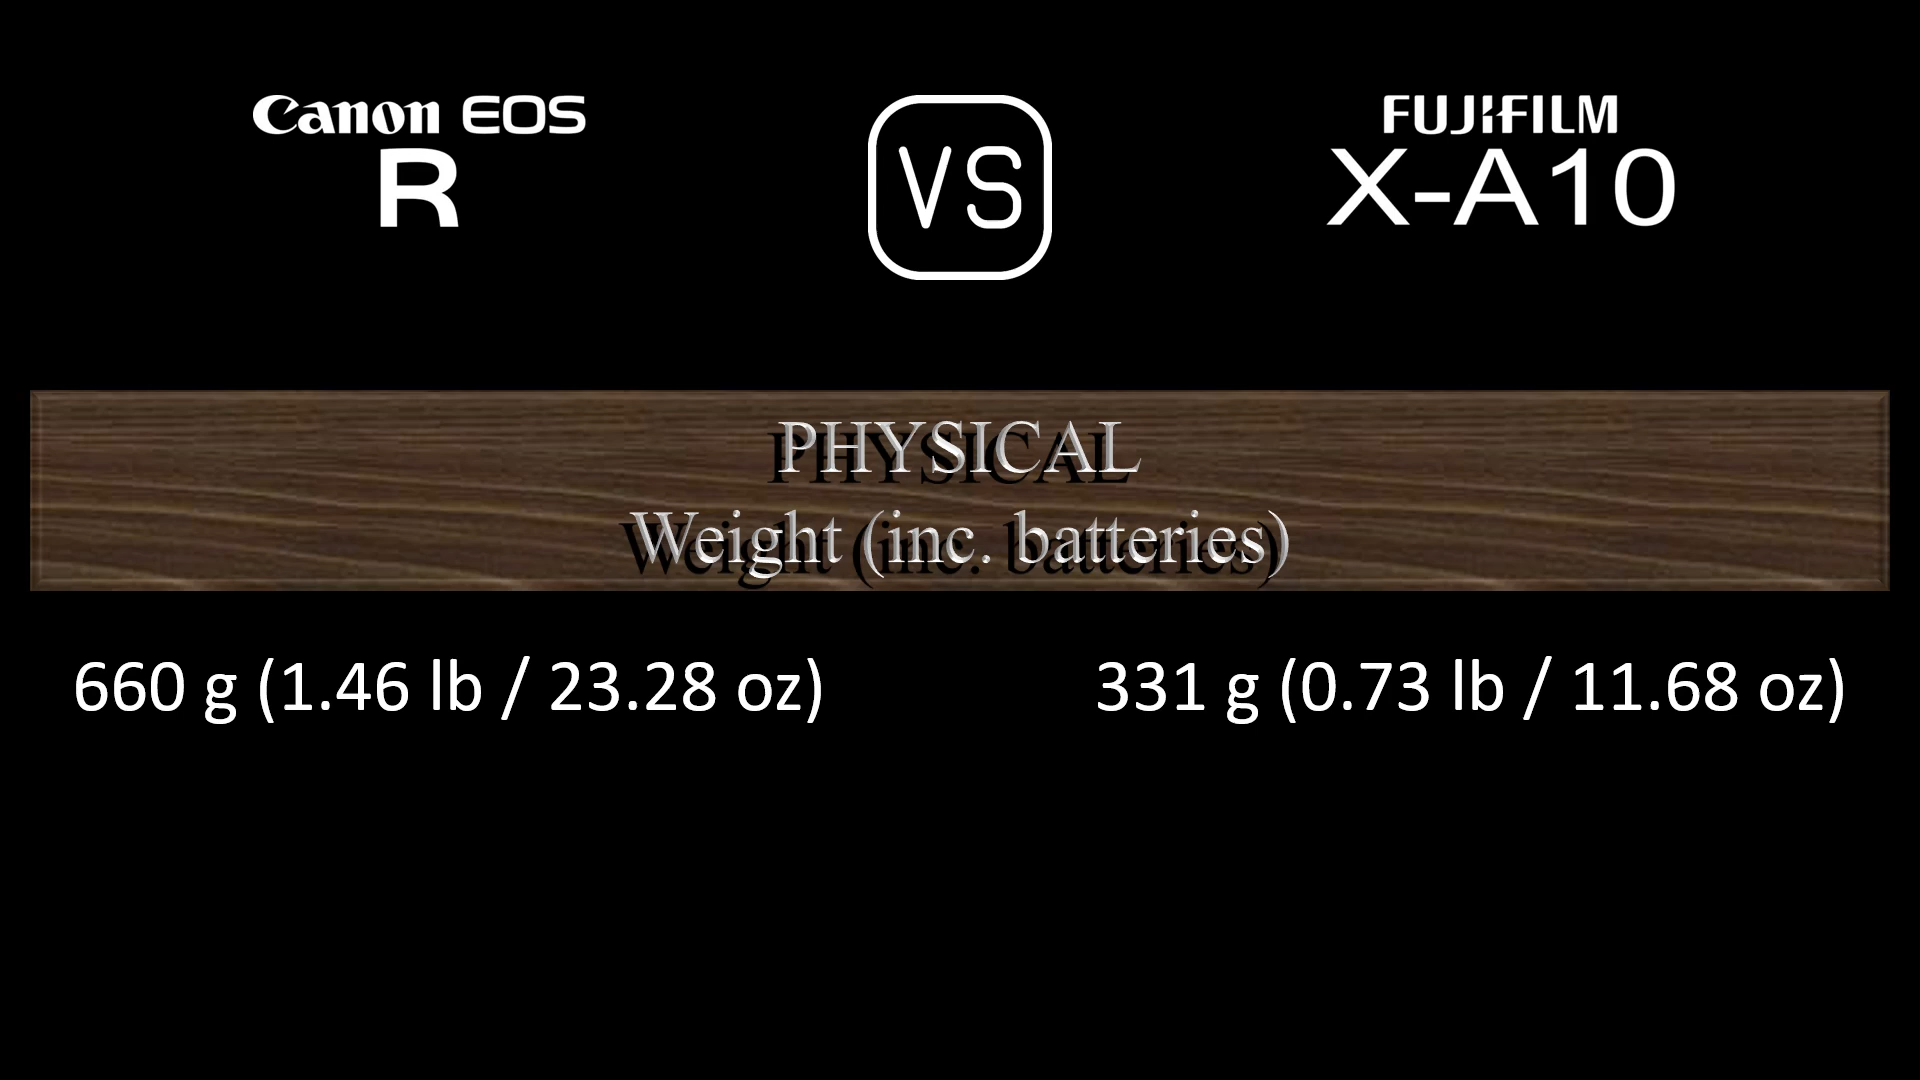 Canon EOS
R
VS
FUJIFILM
X-A10
PHYSICAL
Weight (inc. batteries)
660 g (1.46 lb / 23.28 oz)
331 g (0.73 lb / 11.68 oz)